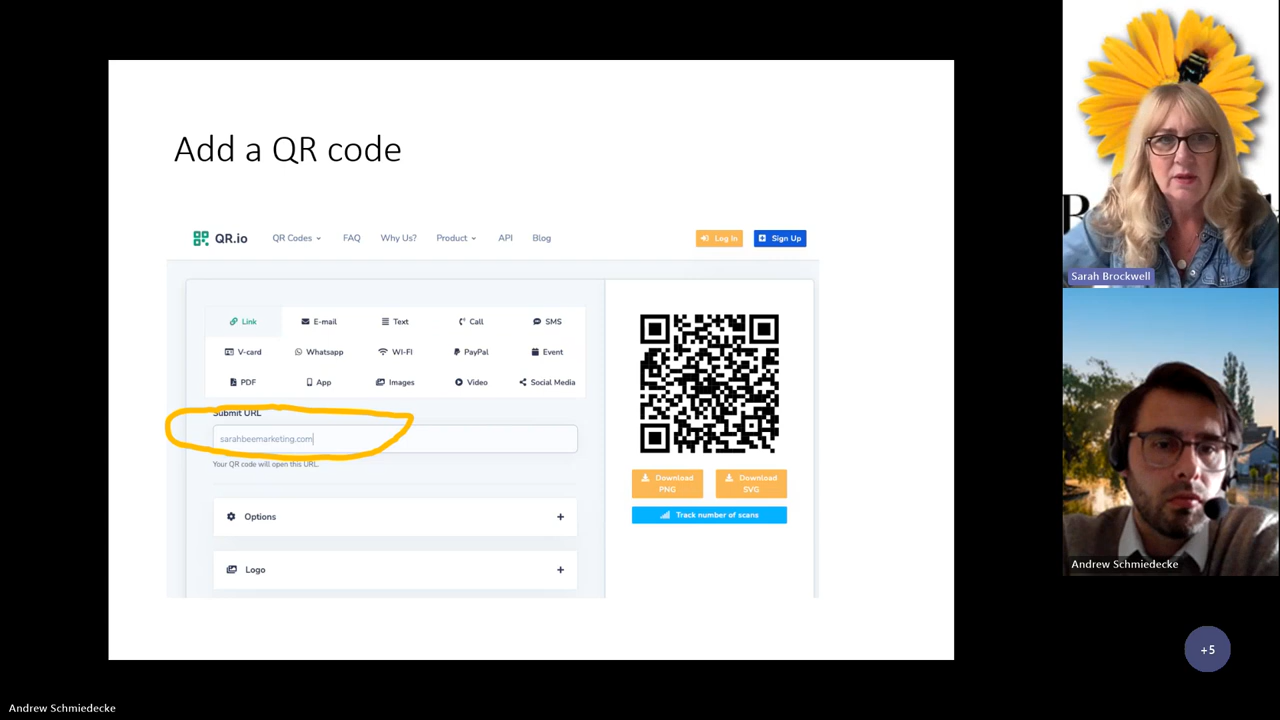 Add a QR code
QR.io QR Codes FAQ Why Us? Product API Blog Log In Sign Up
Link E-mail Text Call SMS
V-card Whatsapp WI-FI PayPal Event
PDF App Images Video Social Media
Submit URL
sarahbeemarketing.com
Your QR code will open this URL.
Options +
Logo +
Download PNG
Download SVG
Track number of scans
Sarah Brockwell
Andrew Schmiedecke
+5
Andrew Schmiedecke